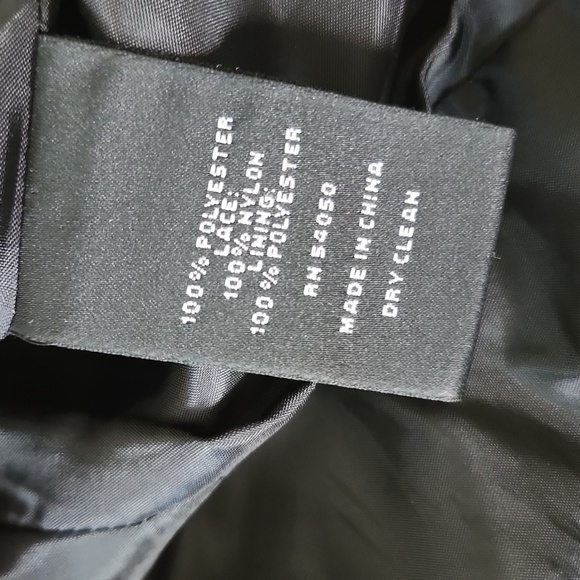 100% POLYESTER
LACE:
100% NYLON
LINING:
100% POLYESTER
RN 54050
MADE IN CHINA
DRY CLEAN